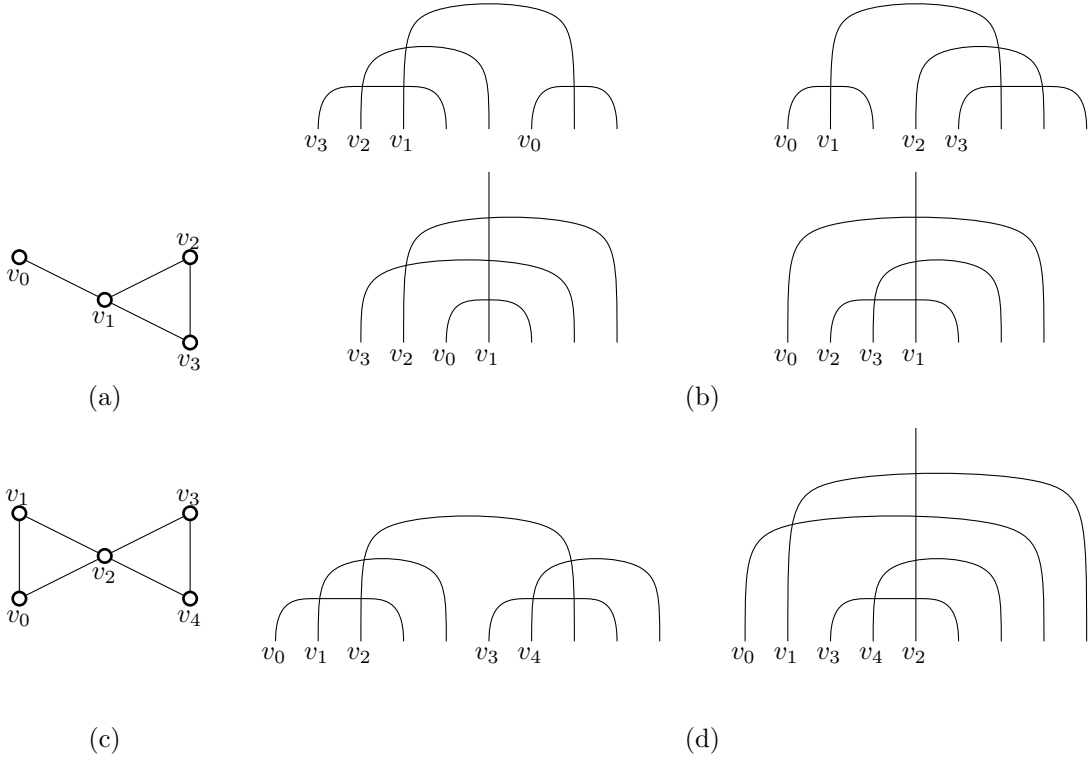 v₃ v₂ v₁ v₀
v₀ v₁ v₂ v₃
v₂
v₀
v₁
v₃
v₃ v₂ v₀ v₁
v₀ v₂ v₃ v₁
(a)
(b)
v₁ v₃
v₂
v₀ v₄
v₀ v₁ v₂ v₃ v₄
v₀ v₁ v₃ v₄ v₂
(c)
(d)